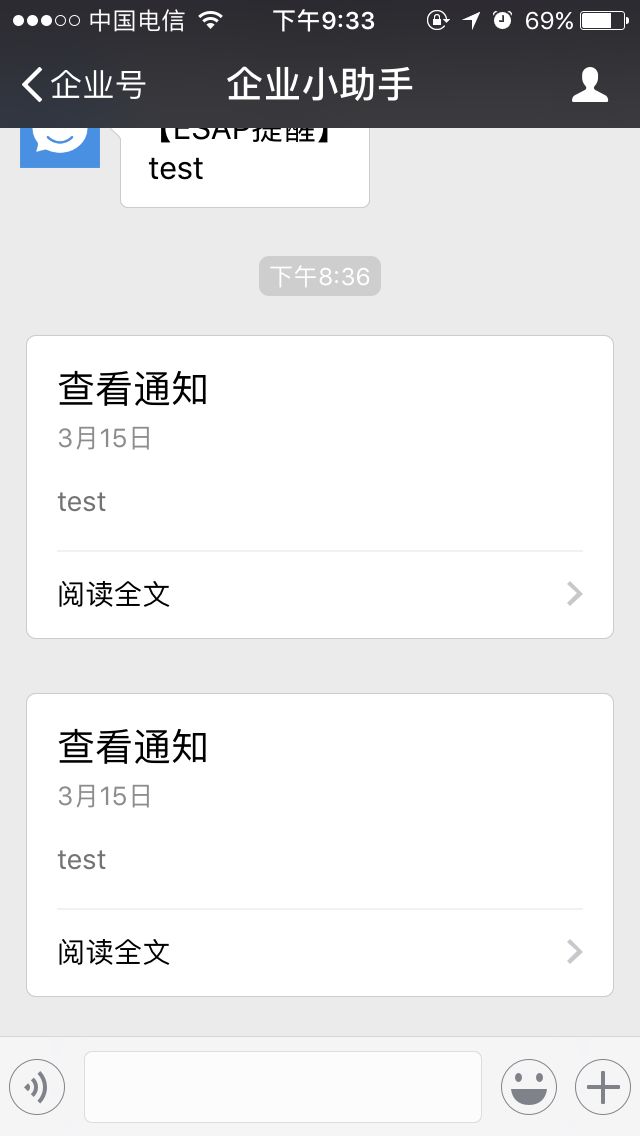 中国电信 下午9:33 69%
企业号 企业小助手
【ESAP提醒】
test
下午8:36
查看通知
3月15日
test
阅读全文
查看通知
3月15日
test
阅读全文